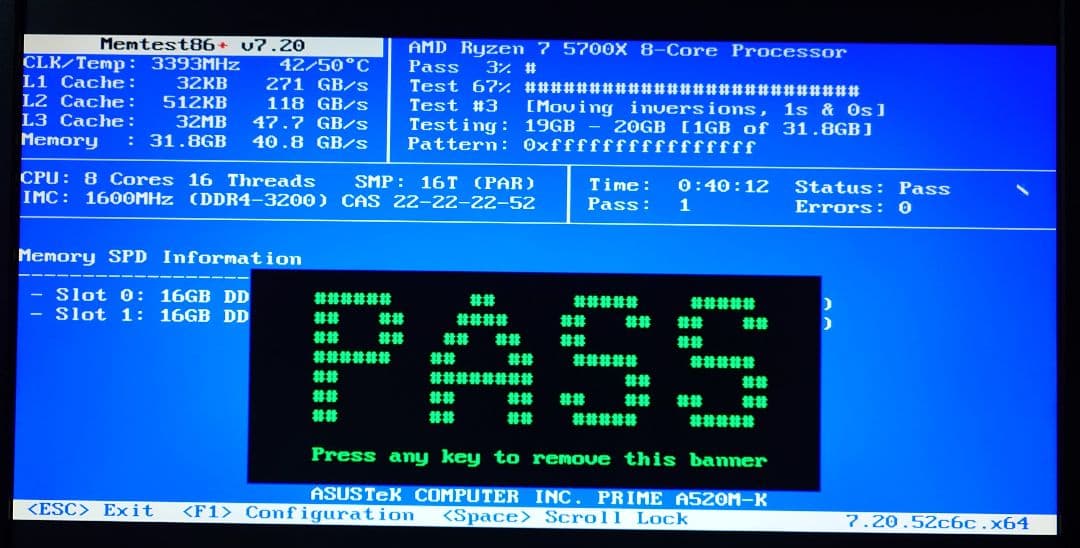 Memtest86+ v7.20
CLK/Temp: 3393MHz 42/50°C
L1 Cache: 32KB 271 GB/s
L2 Cache: 512KB 118 GB/s
L3 Cache: 32MB 47.7 GB/s
Memory : 31.8GB 40.8 GB/s
AMD Ryzen 7 5700X 8-Core Processor
Pass 3% #
Test 67% ##########################
Test #3 [Moving inversions, 1s & 0s]
Testing: 19GB - 20GB [1GB of 31.8GB]
Pattern: 0xffffffffffffffff
CPU: 8 Cores 16 Threads SMP: 16T (PAR)
IMC: 1600MHz (DDR4-3200) CAS 22-22-22-52
Time: 0:40:12 Status: Pass \
Pass: 1 Errors: 0
Memory SPD Information
- Slot 0: 16GB DD )
- Slot 1: 16GB DD )
PASS
Press any key to remove this banner
ASUSTeK COMPUTER INC. PRIME A520M-K
<ESC> Exit <F1> Configuration <Space> Scroll Lock 7.20.52c6c.x64